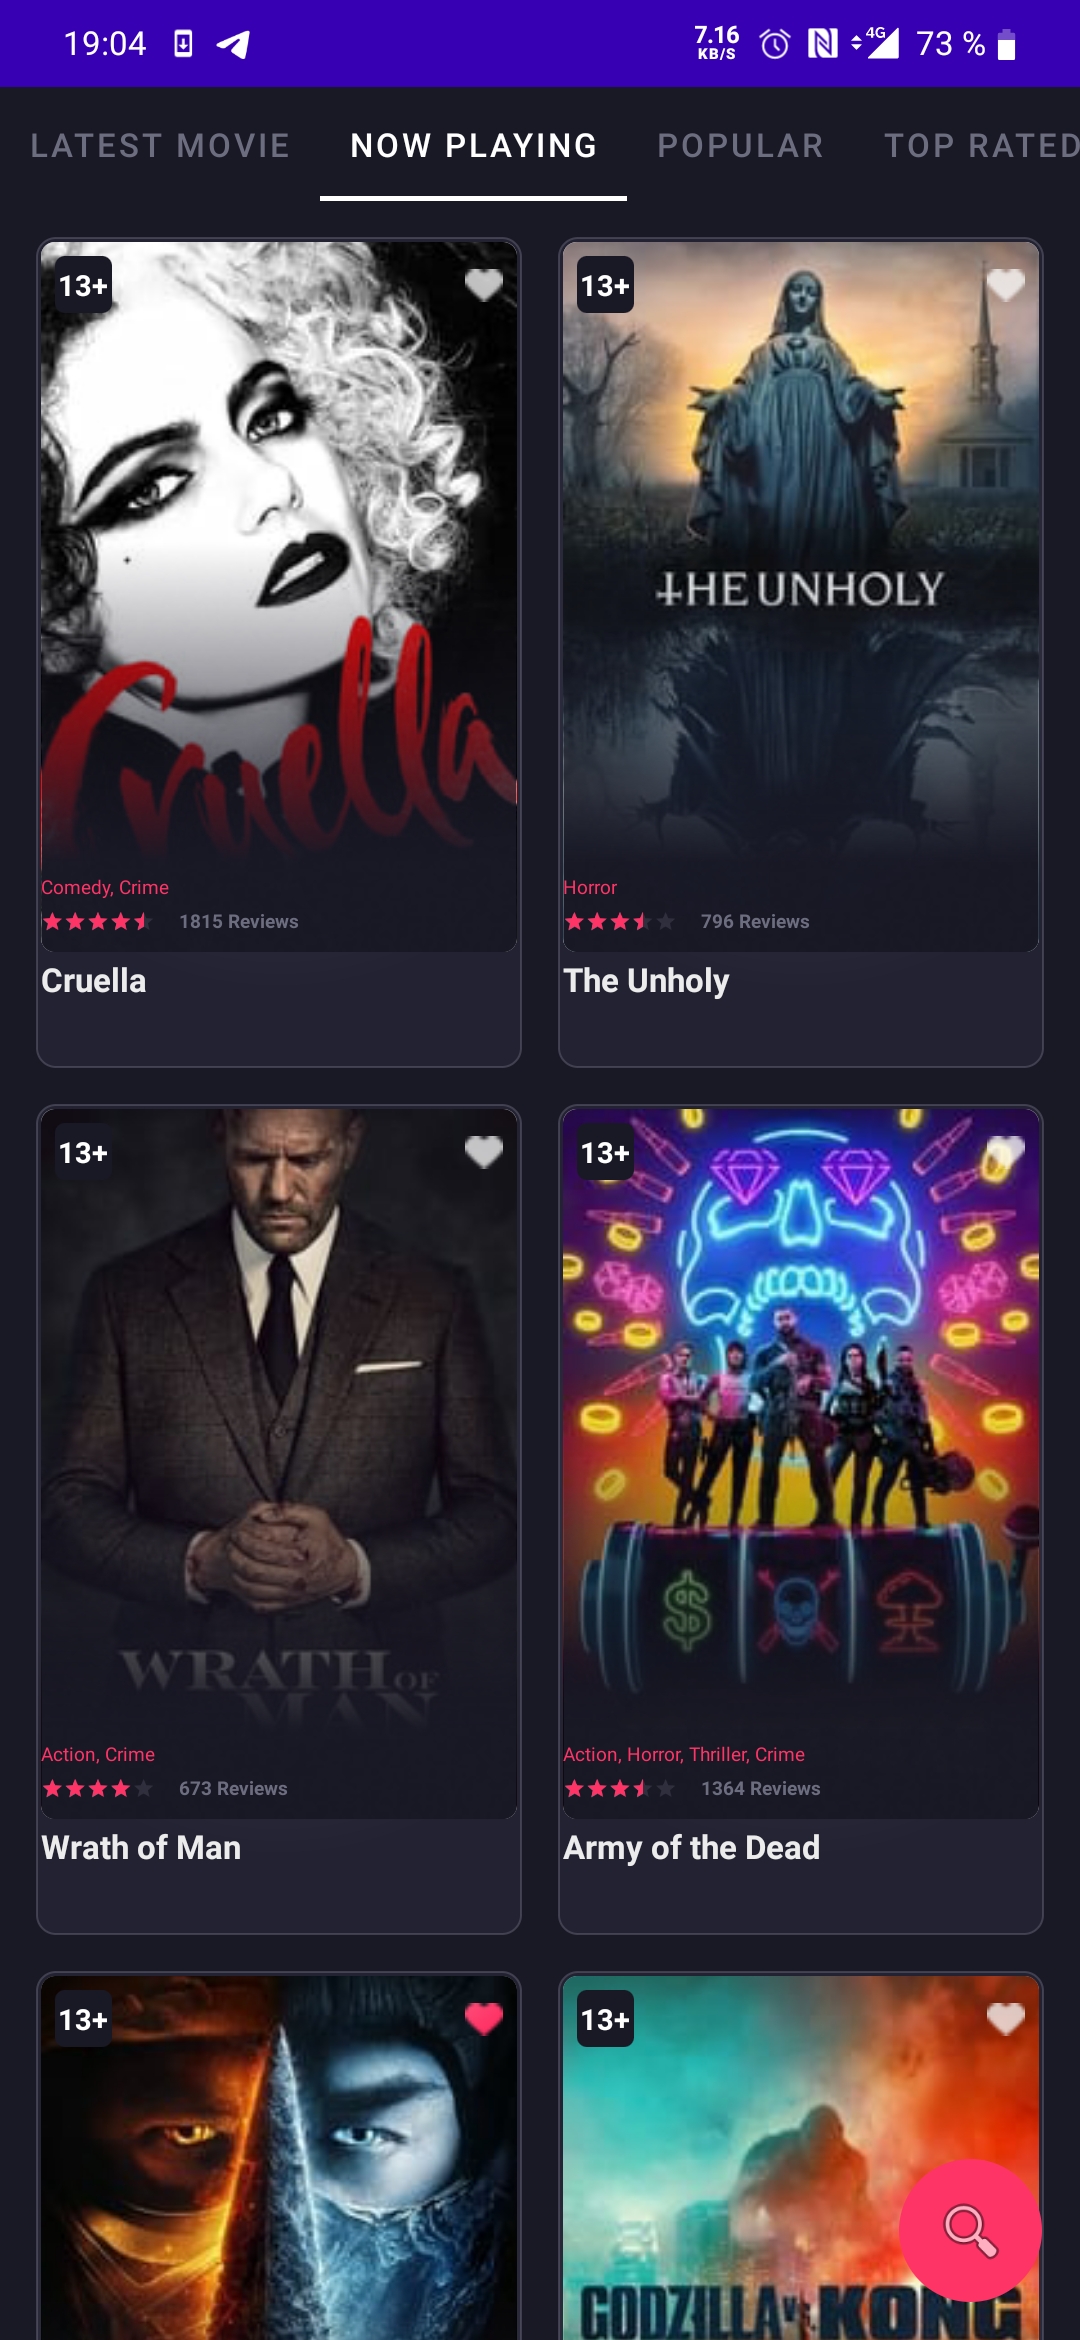 19:04
7.16
KB/S
4G
73 %
LATEST MOVIE
NOW PLAYING
POPULAR
TOP RATED
13+
13+
Cruella
THE UNHOLY
Comedy, Crime
Horror
1815 Reviews
796 Reviews
Cruella
The Unholy
13+
13+
$
WRATH OF
MAN
Action, Crime
Action, Horror, Thriller, Crime
673 Reviews
1364 Reviews
Wrath of Man
Army of the Dead
13+
13+
GODZILLA VS KONG